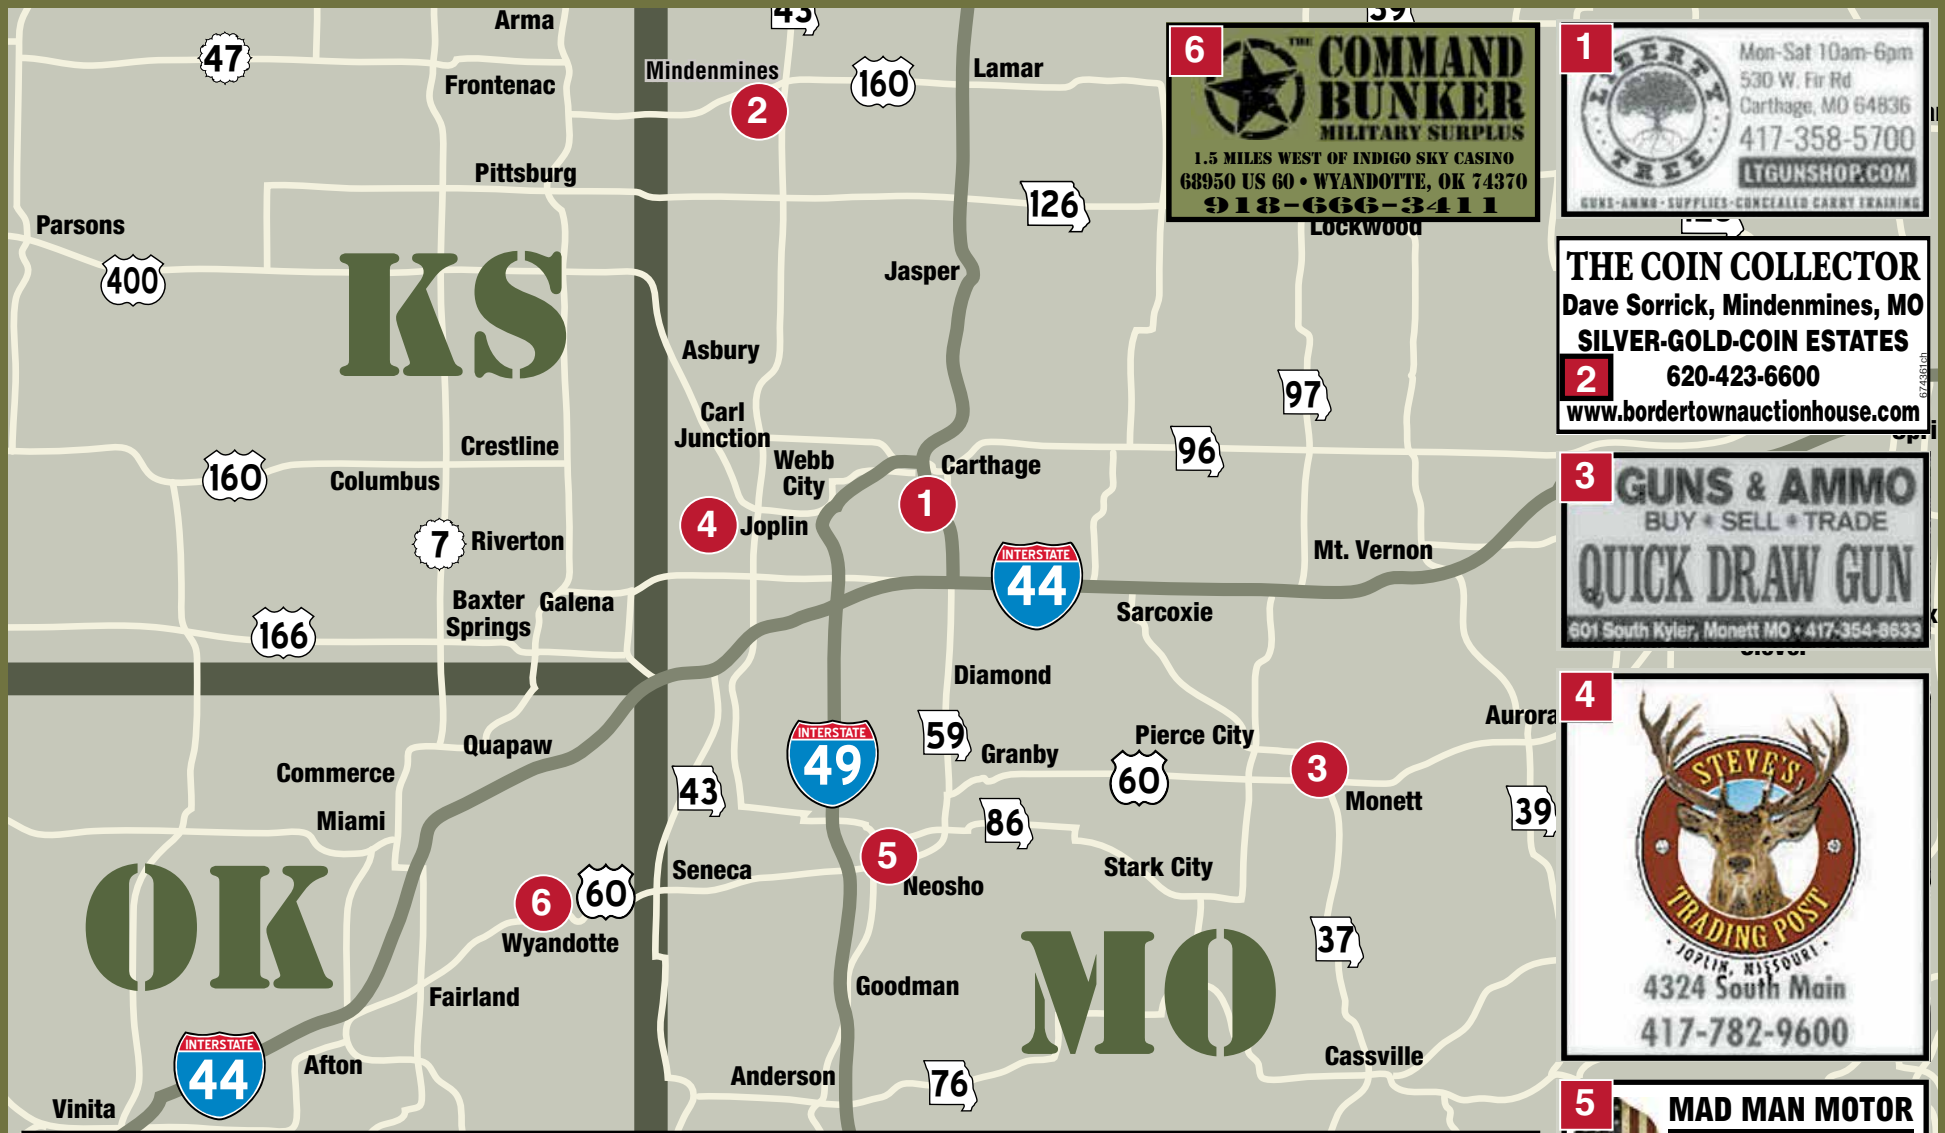 Arma
43
39
47
Frontenac
Mindenmines
2
160
Lamar
Pittsburg
126
Parsons
400
KS
Jasper
Lockwood
Asbury
97
Carl
Junction
Crestline
160
Columbus
Webb
City
Carthage
96
1
4
Joplin
7
Riverton
INTERSTATE
44
Mt. Vernon
Baxter
Springs
Galena
Sarcoxie
166
Diamond
59
INTERSTATE
49
Granby
Pierce City
60
3
Monett
Aurora
Quapaw
Commerce
43
39
Miami
86
5
Neosho
Seneca
Stark City
OK
6
60
Wyandotte
37
MO
Fairland
Goodman
INTERSTATE
44
Afton
Cassville
Anderson
76
Vinita
6
THE COMMAND
BUNKER
MILITARY SURPLUS
1.5 MILES WEST OF INDIGO SKY CASINO
68950 US 60 • WYANDOTTE, OK 74370
918-666-3411
1
LIBERTY
TREE
Mon-Sat 10am-6pm
530 W. Fir Rd
Carthage, MO 64836
417-358-5700
LTGUNSHOP.COM
GUNS-AMMO-SUPPLIES-CONCEALED CARRY TRAINING
THE COIN COLLECTOR
Dave Sorrick, Mindenmines, MO
SILVER-GOLD-COIN ESTATES
2
620-423-6600
www.bordertownauctionhouse.com
674361ch
3
GUNS & AMMO
BUY * SELL * TRADE
QUICK DRAW GUN
601 South Kyler, Monett MO • 417-354-8633
4
STEVE'S
TRADING POST
• JOPLIN, MISSOURI •
4324 South Main
417-782-9600
5
MAD MAN MOTOR